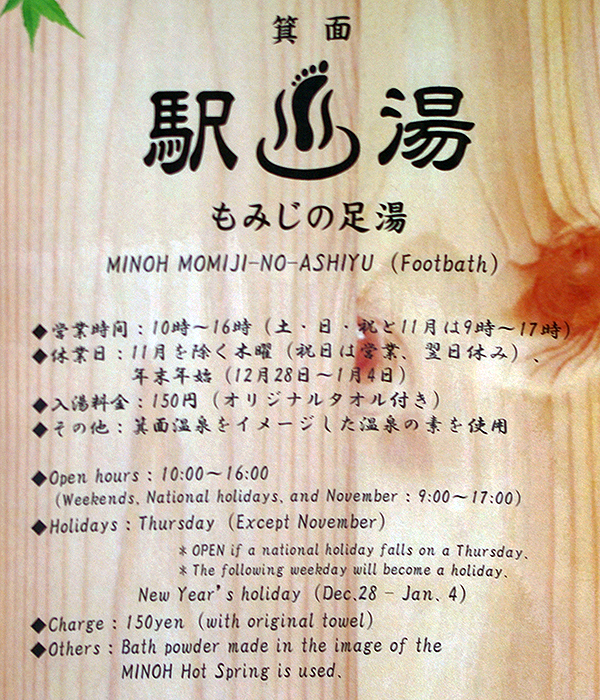 箕面
駅湯
もみじの足湯
MINOH MOMIJI-NO-ASHIYU (Footbath)
◆営業時間：10時～16時（土・日・祝と11月は9時～17時）
◆休業日：11月を除く木曜（祝日は営業、翌日休み）、
年末年始（12月28日～1月4日）
◆入湯料金：150円（オリジナルタオル付き）
◆その他：箕面温泉をイメージした温泉の素を使用
◆Open hours : 10:00～16:00
(Weekends, National holidays, and November : 9:00～17:00)
◆Holidays : Thursday (Except November)
＊OPEN if a national holiday falls on a Thursday.
＊The following weekday will become a holiday.
New Year's holiday (Dec.28 - Jan. 4)
◆Charge : 150yen (with original towel)
◆Others : Bath powder made in the image of the
MINOH Hot Spring is used.